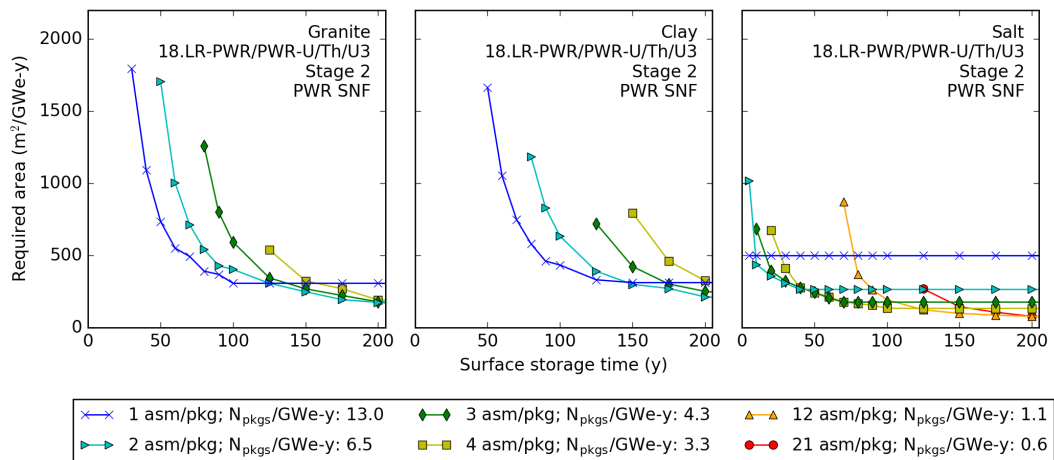 Granite
18.LR-PWR/PWR-U/Th/U3
Stage 2
PWR SNF
Clay
18.LR-PWR/PWR-U/Th/U3
Stage 2
PWR SNF
Salt
18.LR-PWR/PWR-U/Th/U3
Stage 2
PWR SNF
Required area (m²/GWe-y)
2000
1500
1000
500
0
0 50 100 150 200
0 50 100 150 200
0 50 100 150 200
Surface storage time (y)
1 asm/pkg; N_pkgs/GWe-y: 13.0
2 asm/pkg; N_pkgs/GWe-y: 6.5
3 asm/pkg; N_pkgs/GWe-y: 4.3
4 asm/pkg; N_pkgs/GWe-y: 3.3
12 asm/pkg; N_pkgs/GWe-y: 1.1
21 asm/pkg; N_pkgs/GWe-y: 0.6